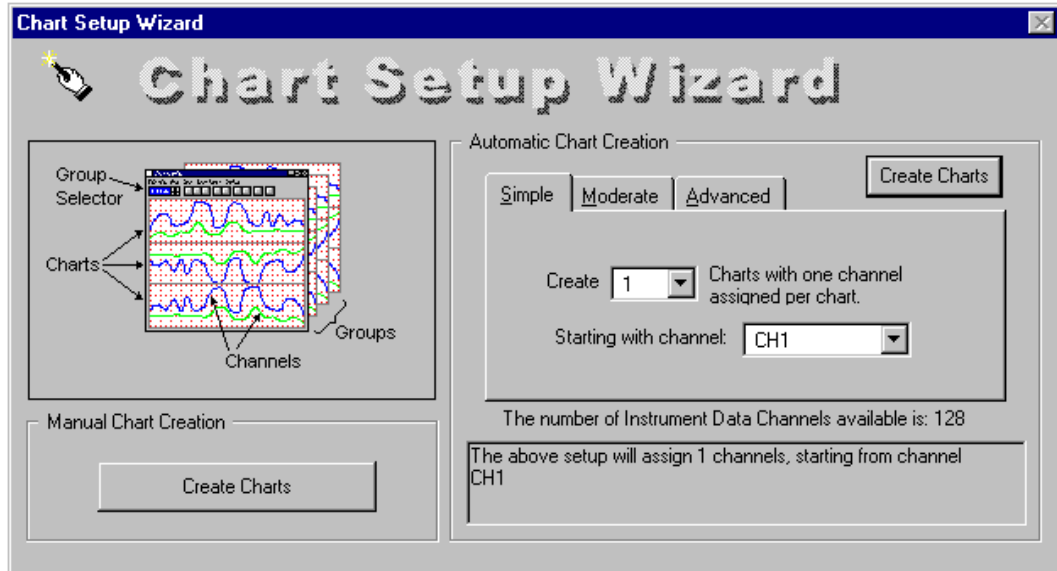 Chart Setup Wizard
Chart Setup Wizard
Group
Selector
Charts
Groups
Channels
Manual Chart Creation
Create Charts
Automatic Chart Creation
Create Charts
Simple
Moderate
Advanced
Create 1 Charts with one channel
assigned per chart.
Starting with channel: CH1
The number of Instrument Data Channels available is: 128
The above setup will assign 1 channels, starting from channel
CH1